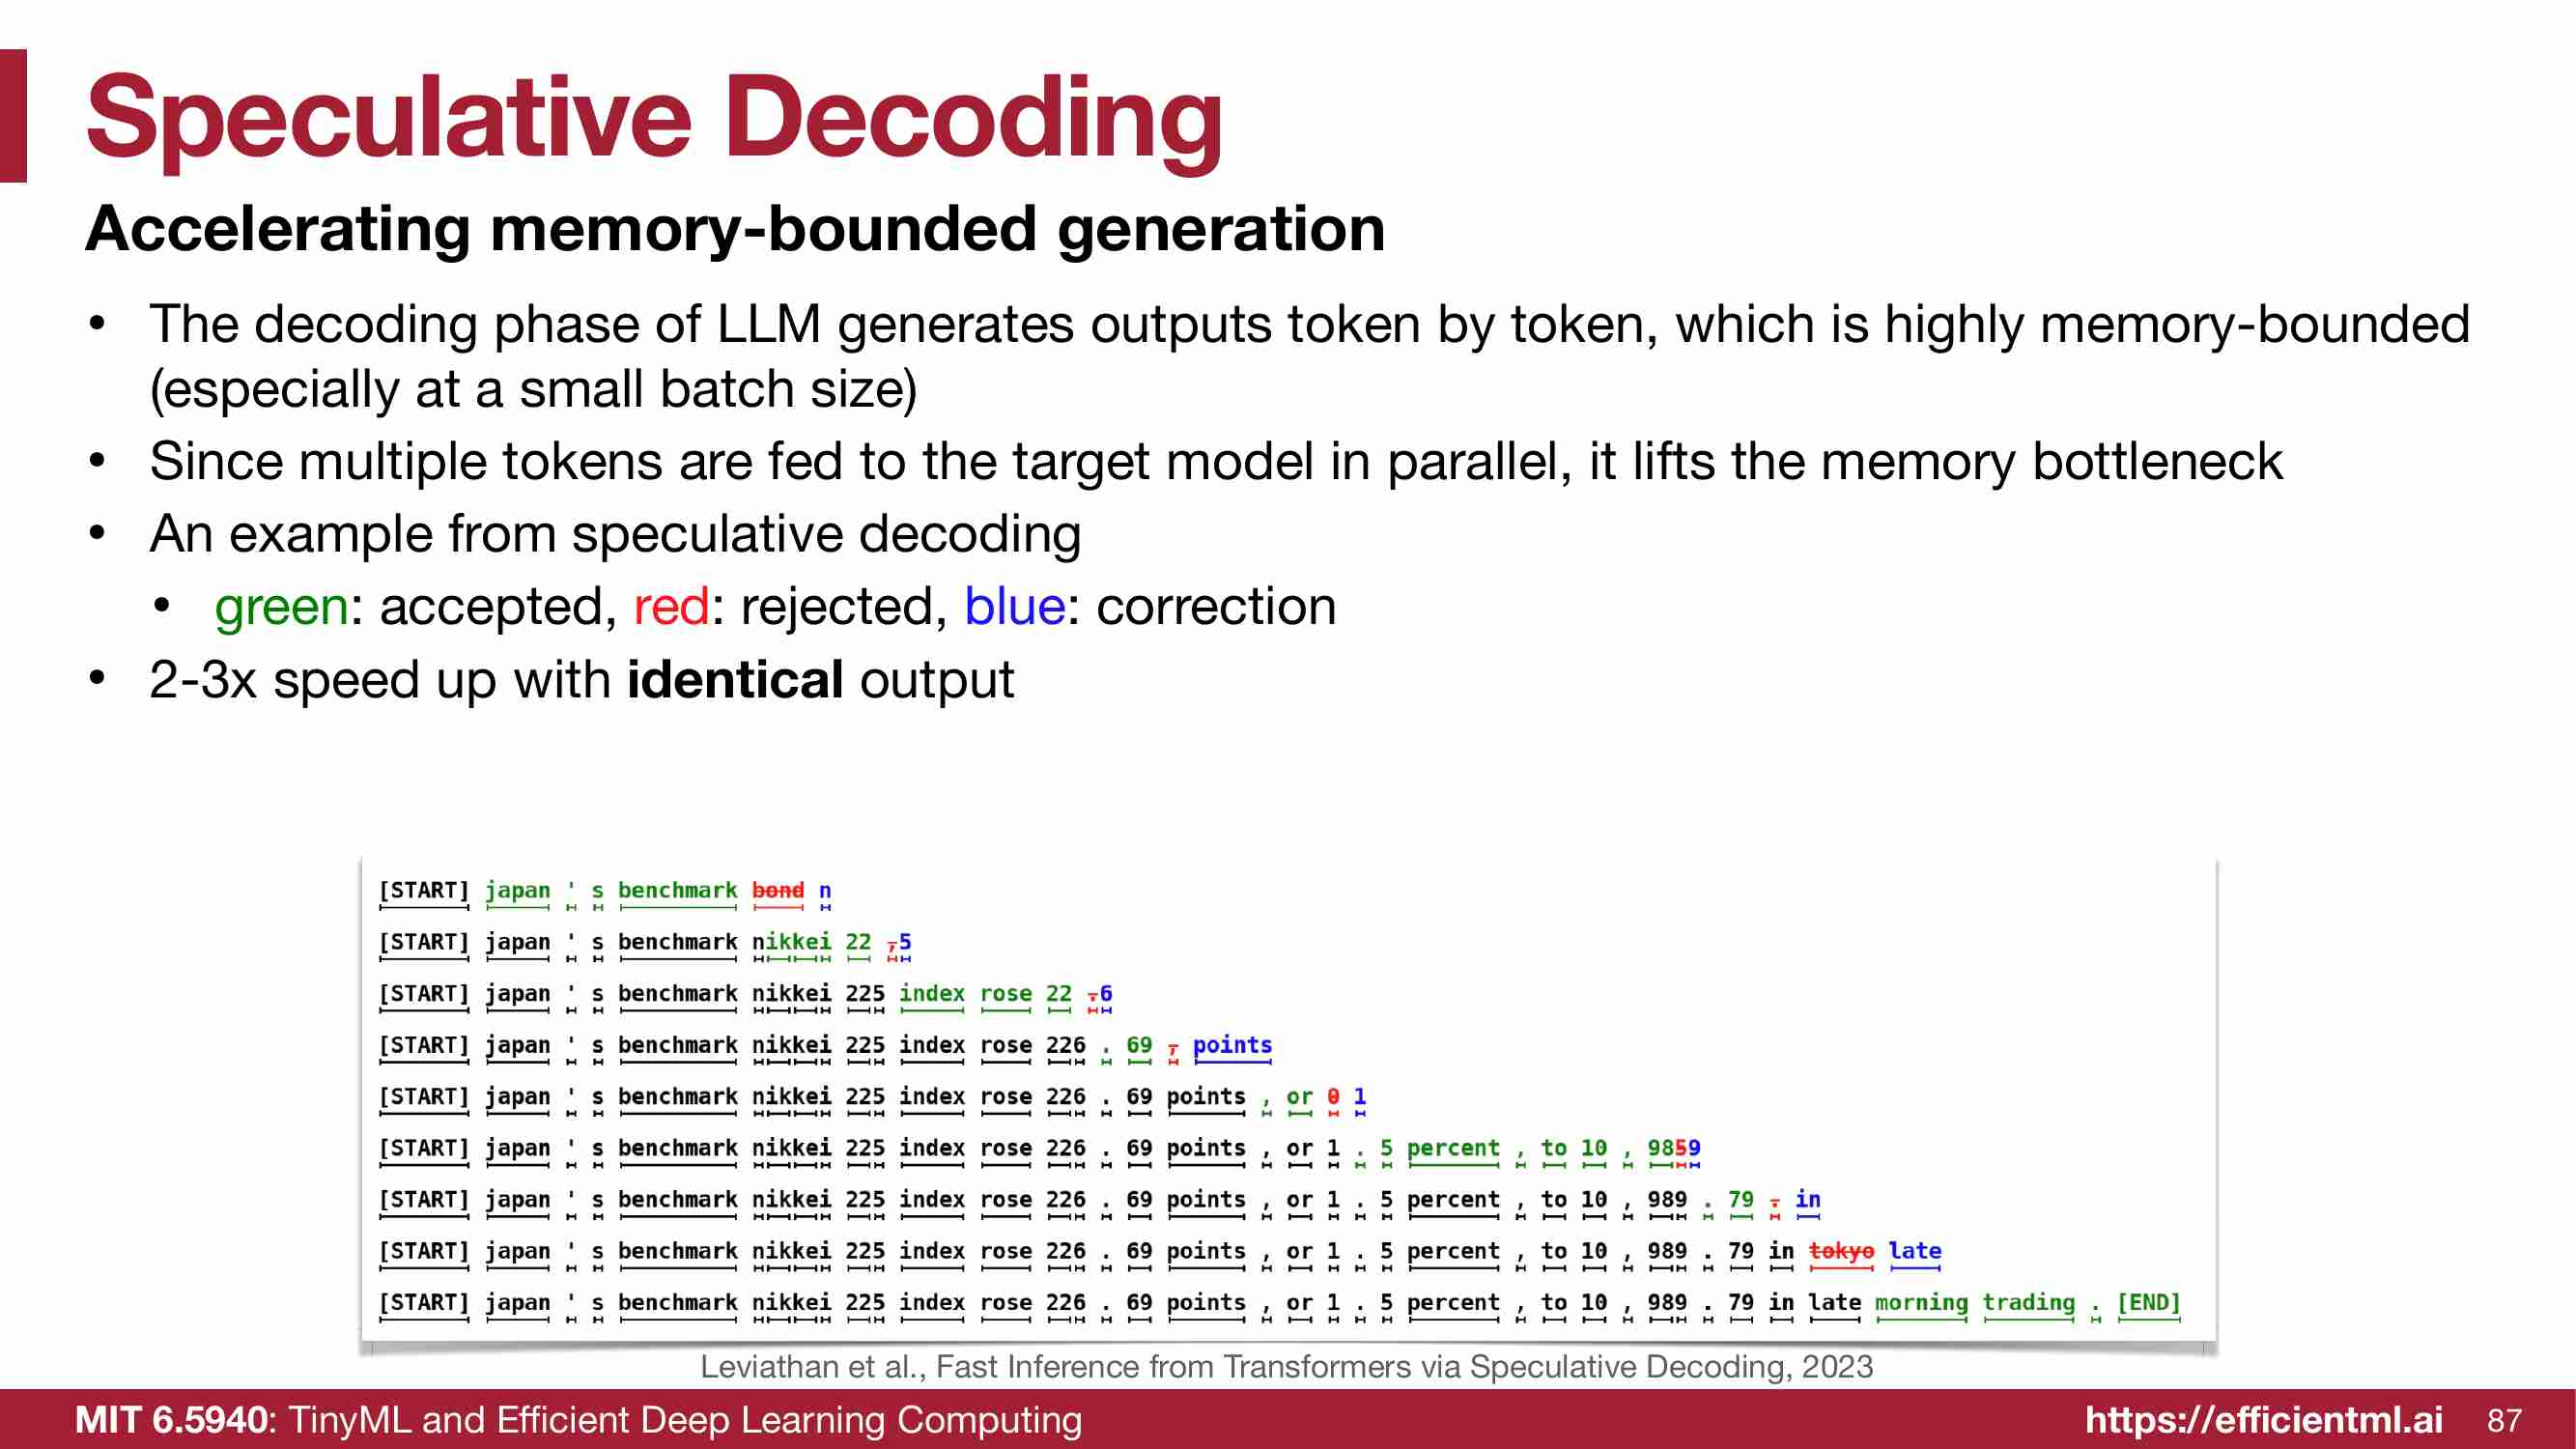 Speculative Decoding
Accelerating memory-bounded generation
• The decoding phase of LLM generates outputs token by token, which is highly memory-bounded
(especially at a small batch size)
• Since multiple tokens are fed to the target model in parallel, it lifts the memory bottleneck
• An example from speculative decoding
• green: accepted, red: rejected, blue: correction
• 2-3x speed up with identical output
[START] japan ' s benchmark bond n
[START] japan ' s benchmark nikkei 22 ,5
[START] japan ' s benchmark nikkei 225 index rose 22 .6
[START] japan ' s benchmark nikkei 225 index rose 226 . 69 , points
[START] japan ' s benchmark nikkei 225 index rose 226 . 69 points , or 0 1
[START] japan ' s benchmark nikkei 225 index rose 226 . 69 points , or 1 . 5 percent , to 10 , 9859
[START] japan ' s benchmark nikkei 225 index rose 226 . 69 points , or 1 . 5 percent , to 10 , 989 . 79 . in
[START] japan ' s benchmark nikkei 225 index rose 226 . 69 points , or 1 . 5 percent , to 10 , 989 . 79 in tokyo late
[START] japan ' s benchmark nikkei 225 index rose 226 . 69 points , or 1 . 5 percent , to 10 , 989 . 79 in late morning trading . [END]
Leviathan et al., Fast Inference from Transformers via Speculative Decoding, 2023
MIT 6.5940: TinyML and Efficient Deep Learning Computing
https://efficientml.ai 87